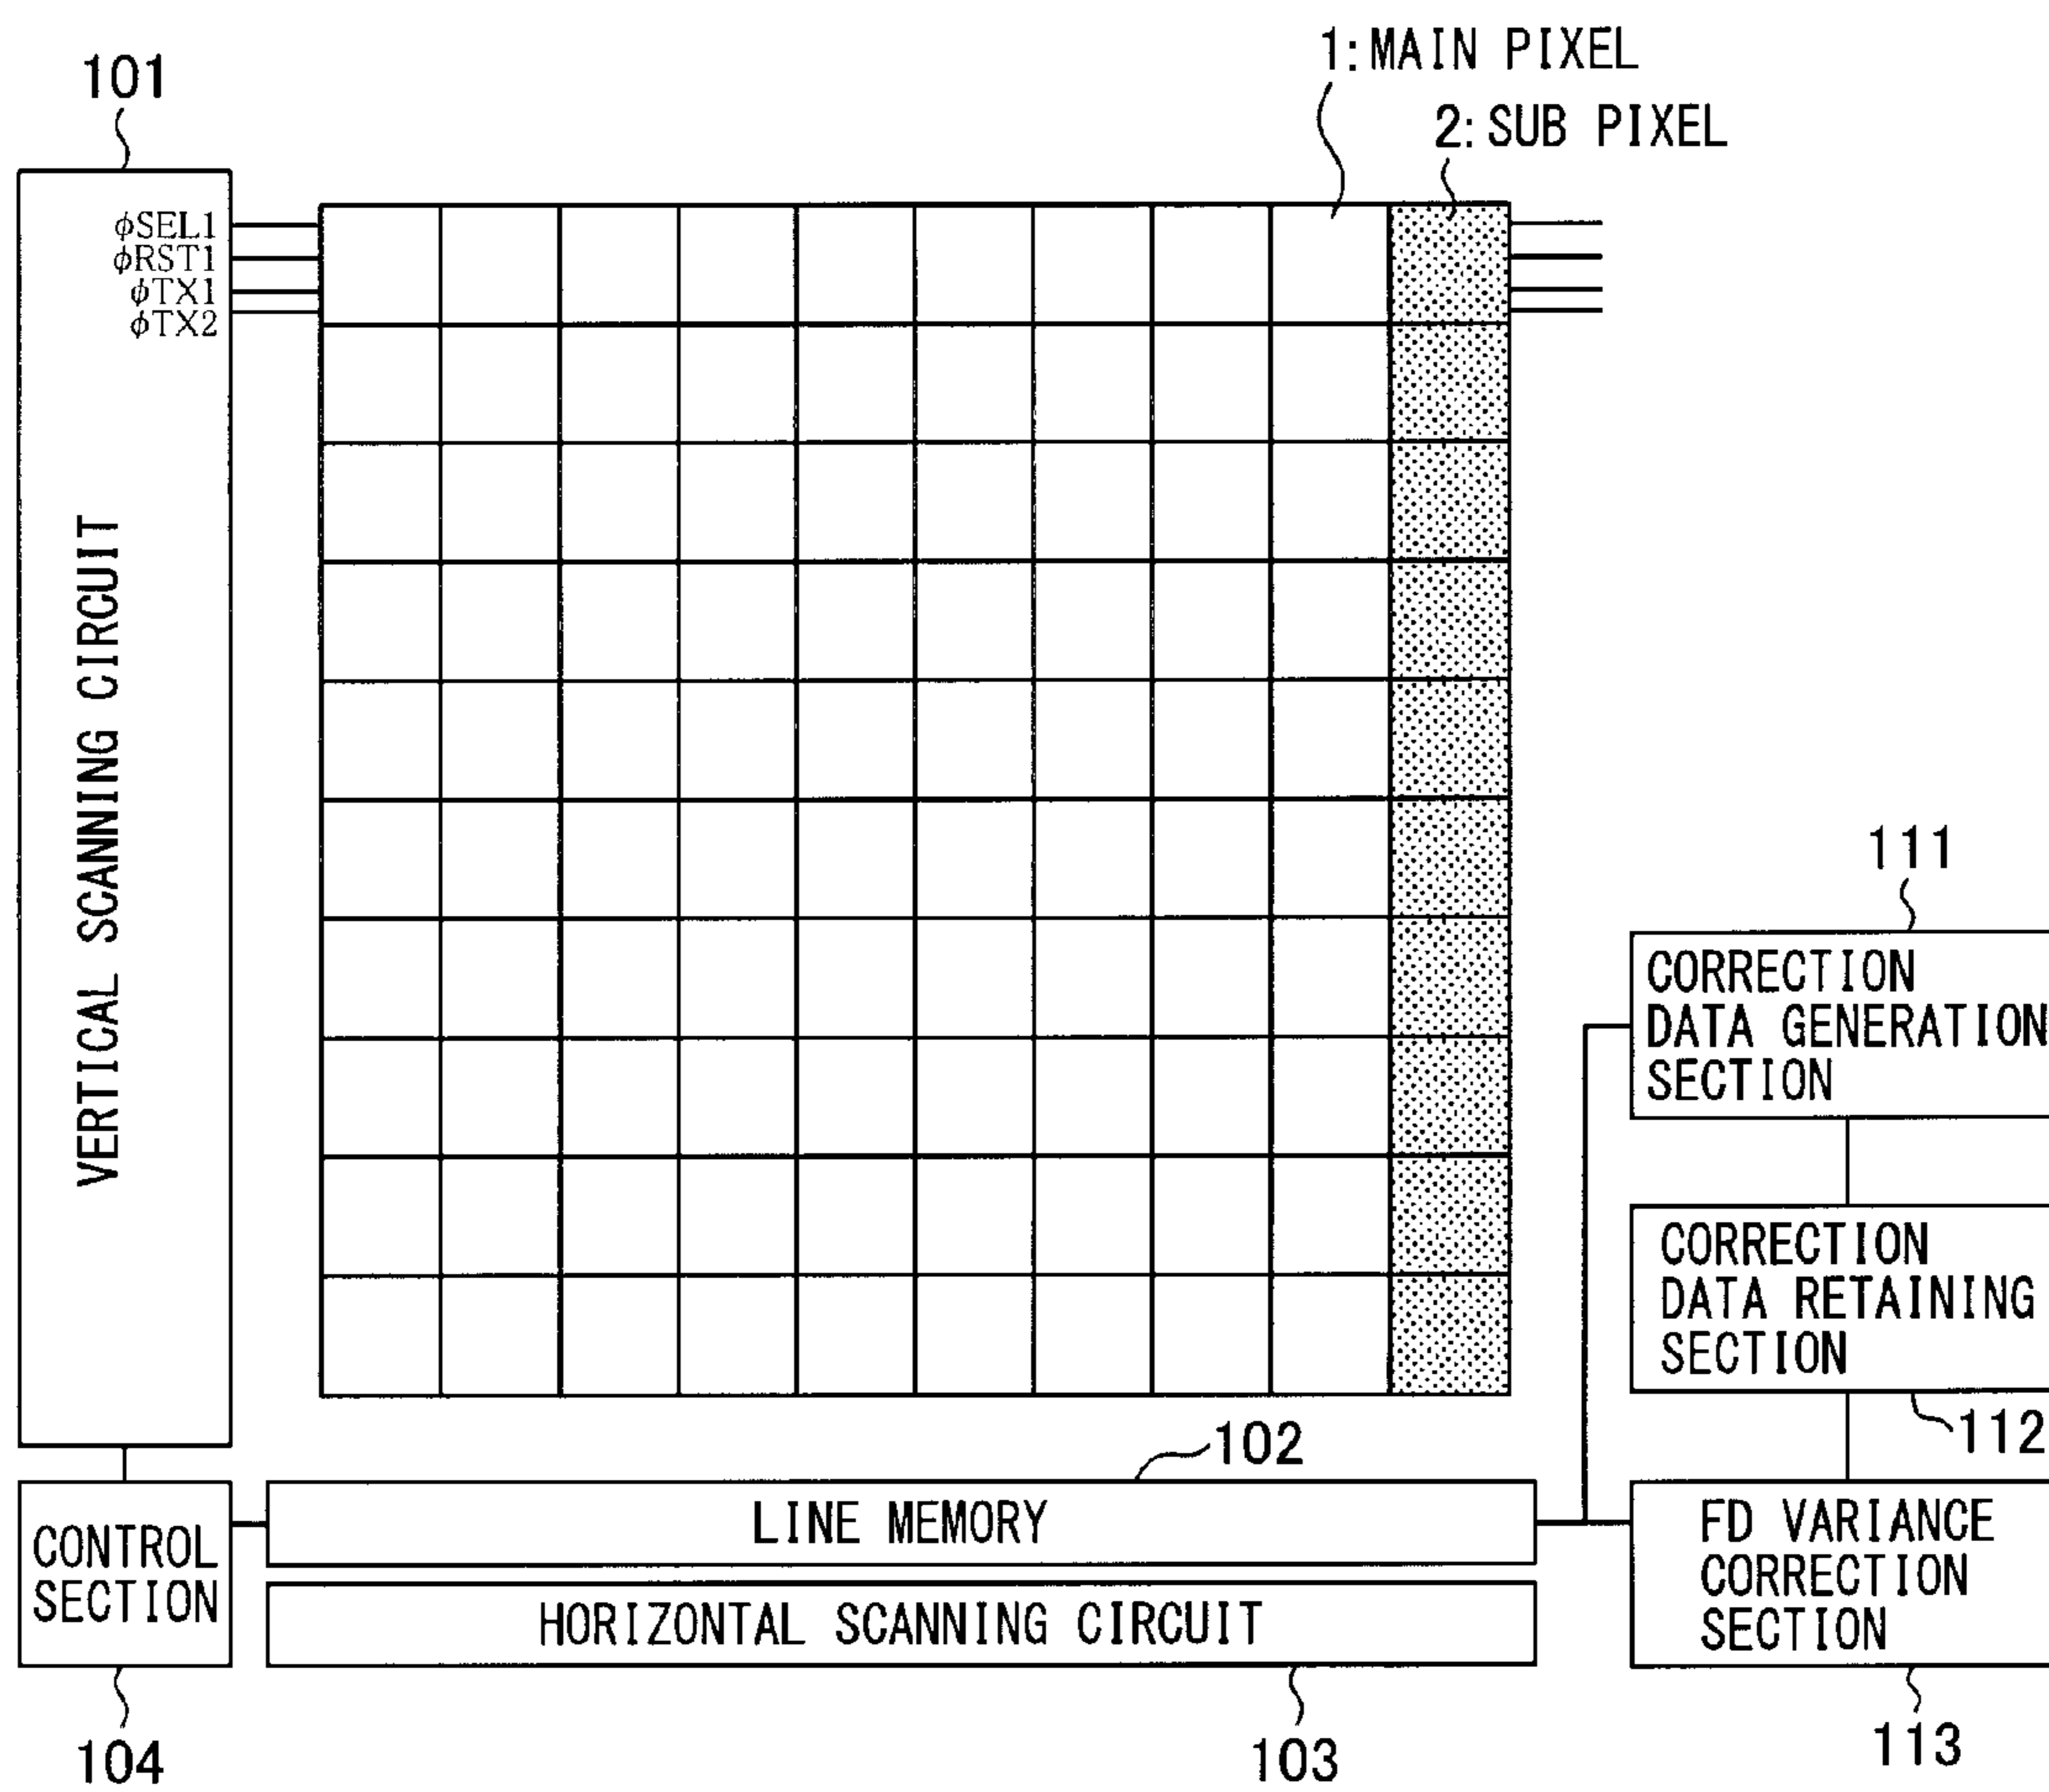 1:MAIN PIXEL
101
2:SUB PIXEL
φSEL1
φRST1
φTX1
φTX2
VERTICAL SCANNING CIRCUIT
111
CORRECTION
DATA GENERATION
SECTION
CORRECTION
DATA RETAINING
SECTION
112
102
LINE MEMORY
CONTROL
SECTION
FD VARIANCE
CORRECTION
SECTION
HORIZONTAL SCANNING CIRCUIT
104
103
113